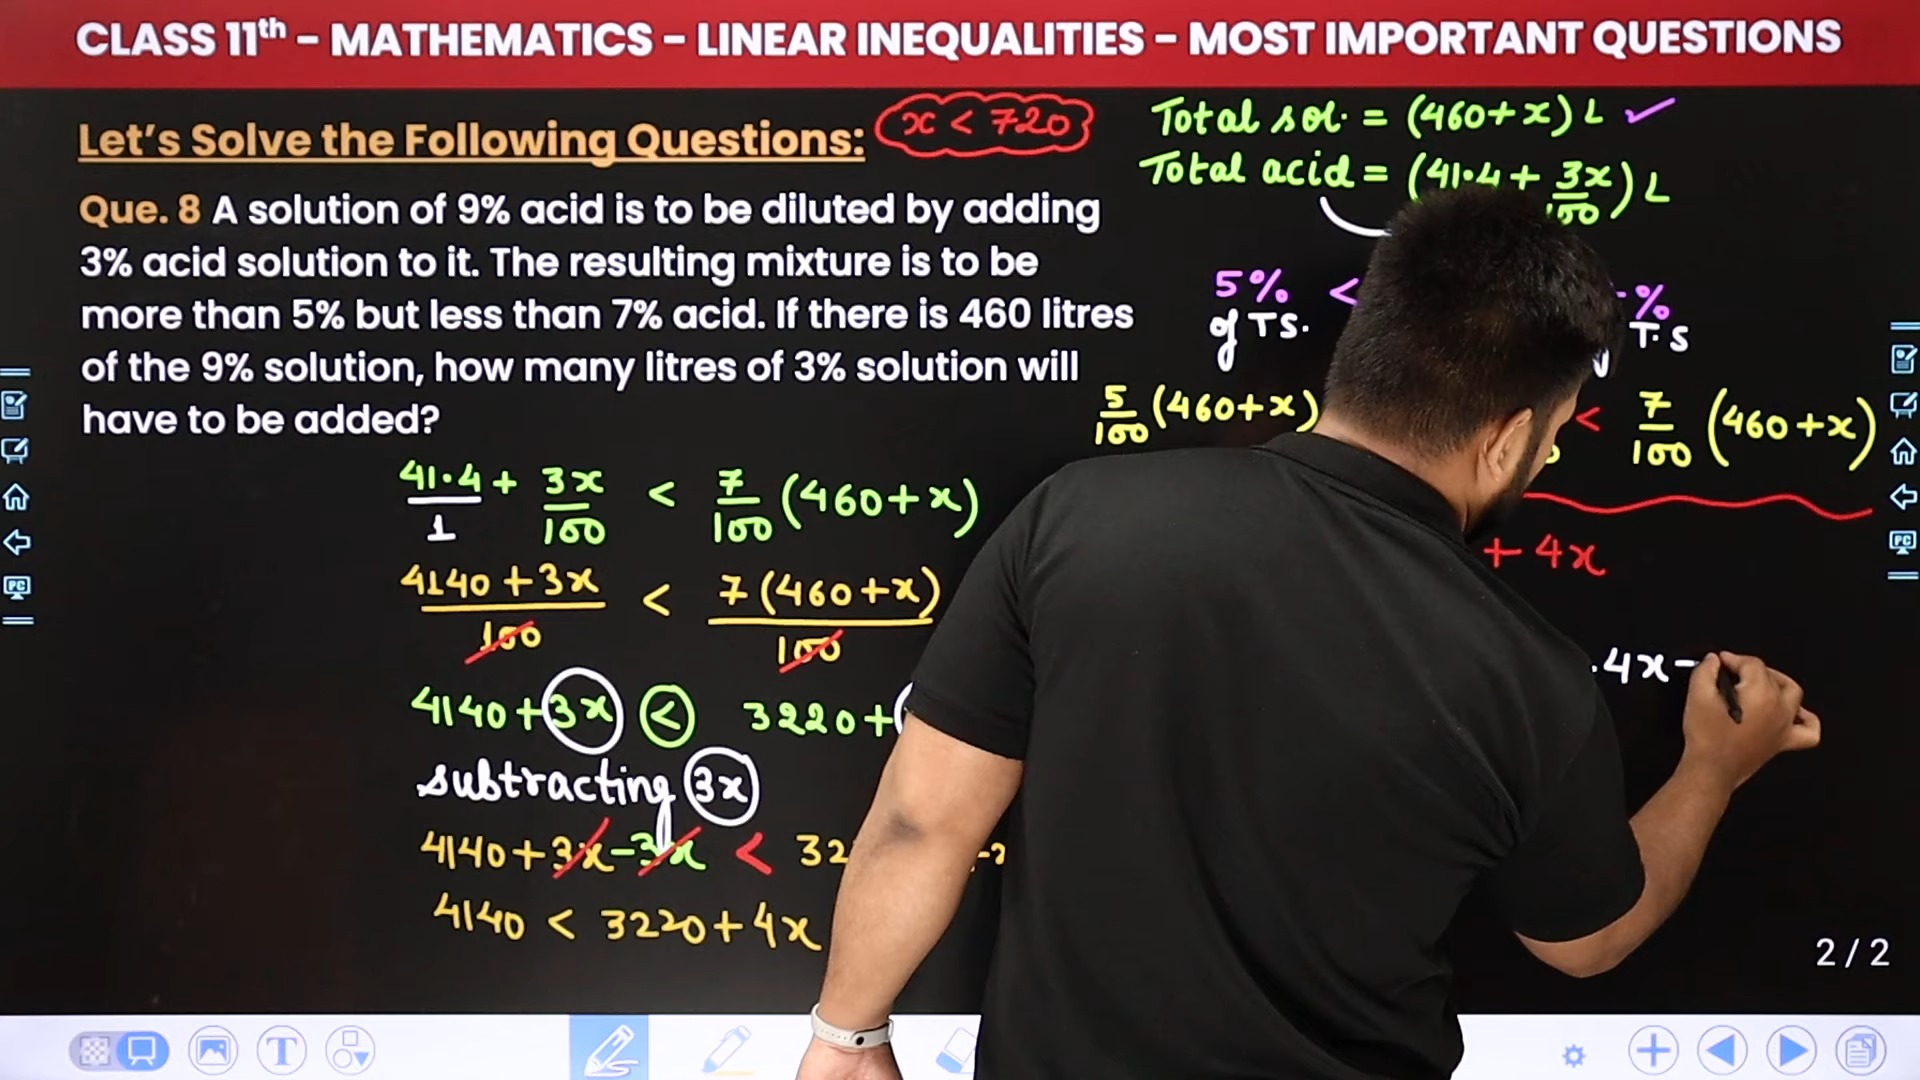 CLASS 11th - MATHEMATICS - LINEAR INEQUALITIES - MOST IMPORTANT QUESTIONS
Let's Solve the Following Questions:
x < 720
Que. 8 A solution of 9% acid is to be diluted by adding
3% acid solution to it. The resulting mixture is to be
more than 5% but less than 7% acid. If there is 460 litres
of the 9% solution, how many litres of 3% solution will
have to be added?
41.4/1 + 3x/100 < 7/100 (460+x)
4140+3x/100 < 7(460+x)/100
4140+3x < 3220+
subtracting 3x
4140+3x-3x < 32
4140 < 3220+4x
Total sol. = (460+x) L ✓
Total acid = (41.4 + 3x/100) L
5% < %
of T.S. T.S
5/100 (460+x) < 7/100 (460+x)
+ 4x
4x -
2 / 2
T
PC
PC